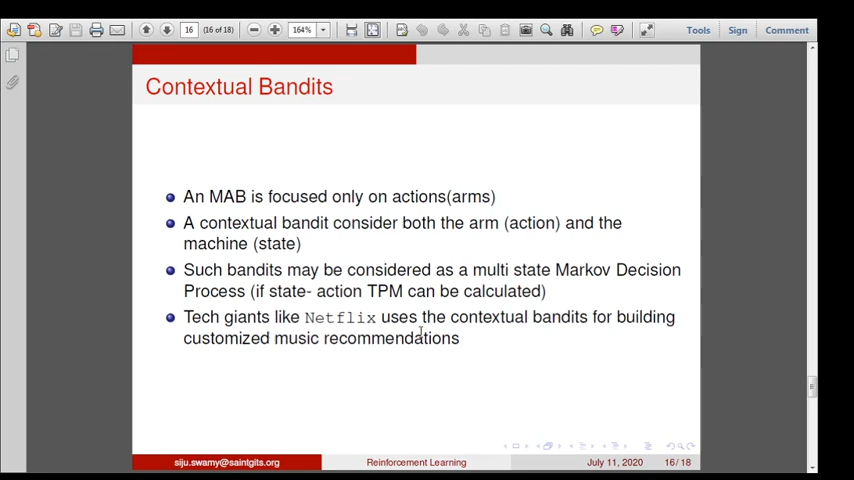 16 (16 of 18) 164% Tools Sign Comment
Contextual Bandits
An MAB is focused only on actions(arms)
A contextual bandit consider both the arm (action) and the
machine (state)
Such bandits may be considered as a multi state Markov Decision
Process (if state- action TPM can be calculated)
Tech giants like Netflix uses the contextual bandits for building
customized music recommendations
siju.swamy@saintgits.org Reinforcement Learning July 11, 2020 16/18